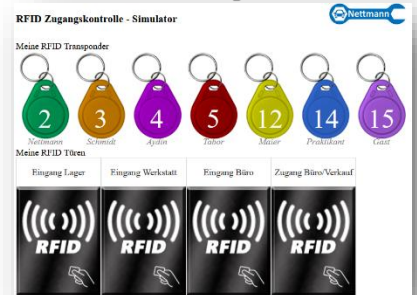 RFID Zugangskontrolle - Simulator
Nettmann
Meine RFID Transponder
2 3 4 5 12 14 15
Nettmann Schmidt Aydin Tabor Maier Praktikant Gast
Meine RFID Türen
Eingang Lager Eingang Werkstatt Eingang Büro Zugang Büro/Verkauf
RFID RFID RFID RFID